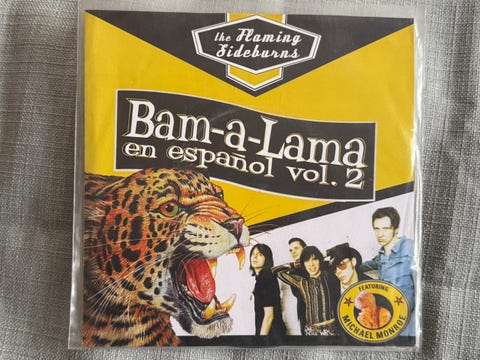 the Flaming
Sideburns
Bam-a-Lama
en español vol. 2
FEATURING
MICHAEL MONROE